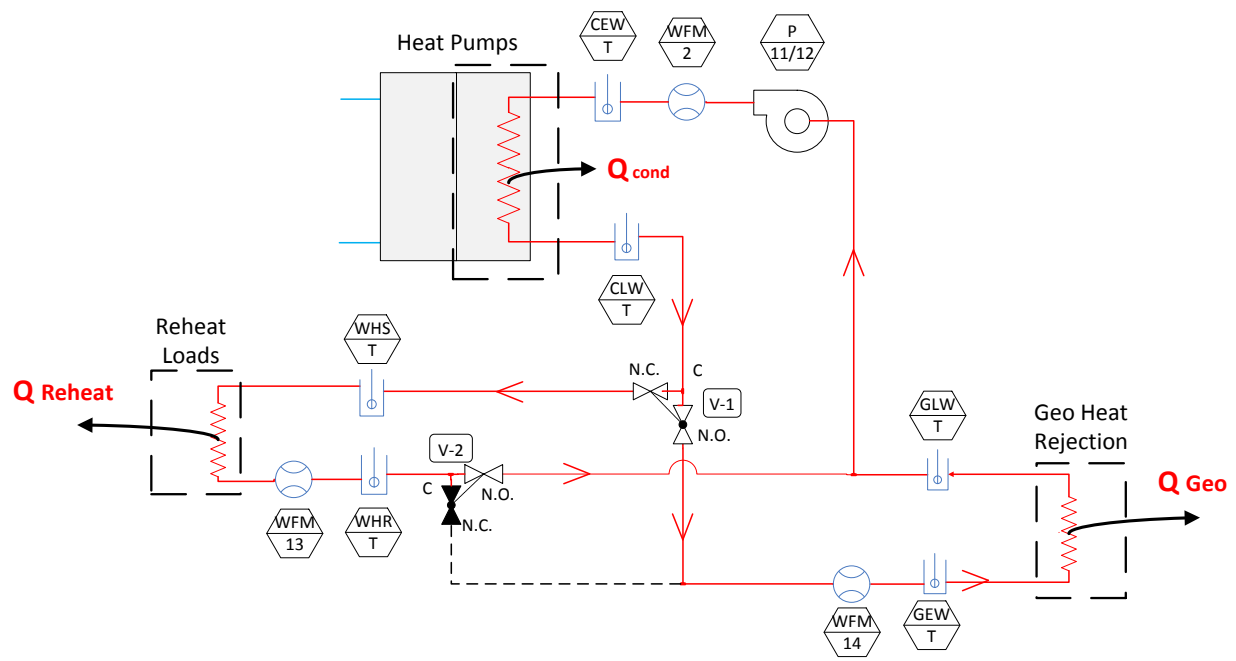 CEW
T
WFM
2
P
11/12
Heat Pumps
Q cond
CLW
T
Reheat
Loads
WHS
T
N.C.
C
V-1
N.O.
Q Reheat
GLW
T
Geo Heat
Rejection
V-2
C
N.O.
N.C.
Q Geo
WFM
13
WHR
T
WFM
14
GEW
T